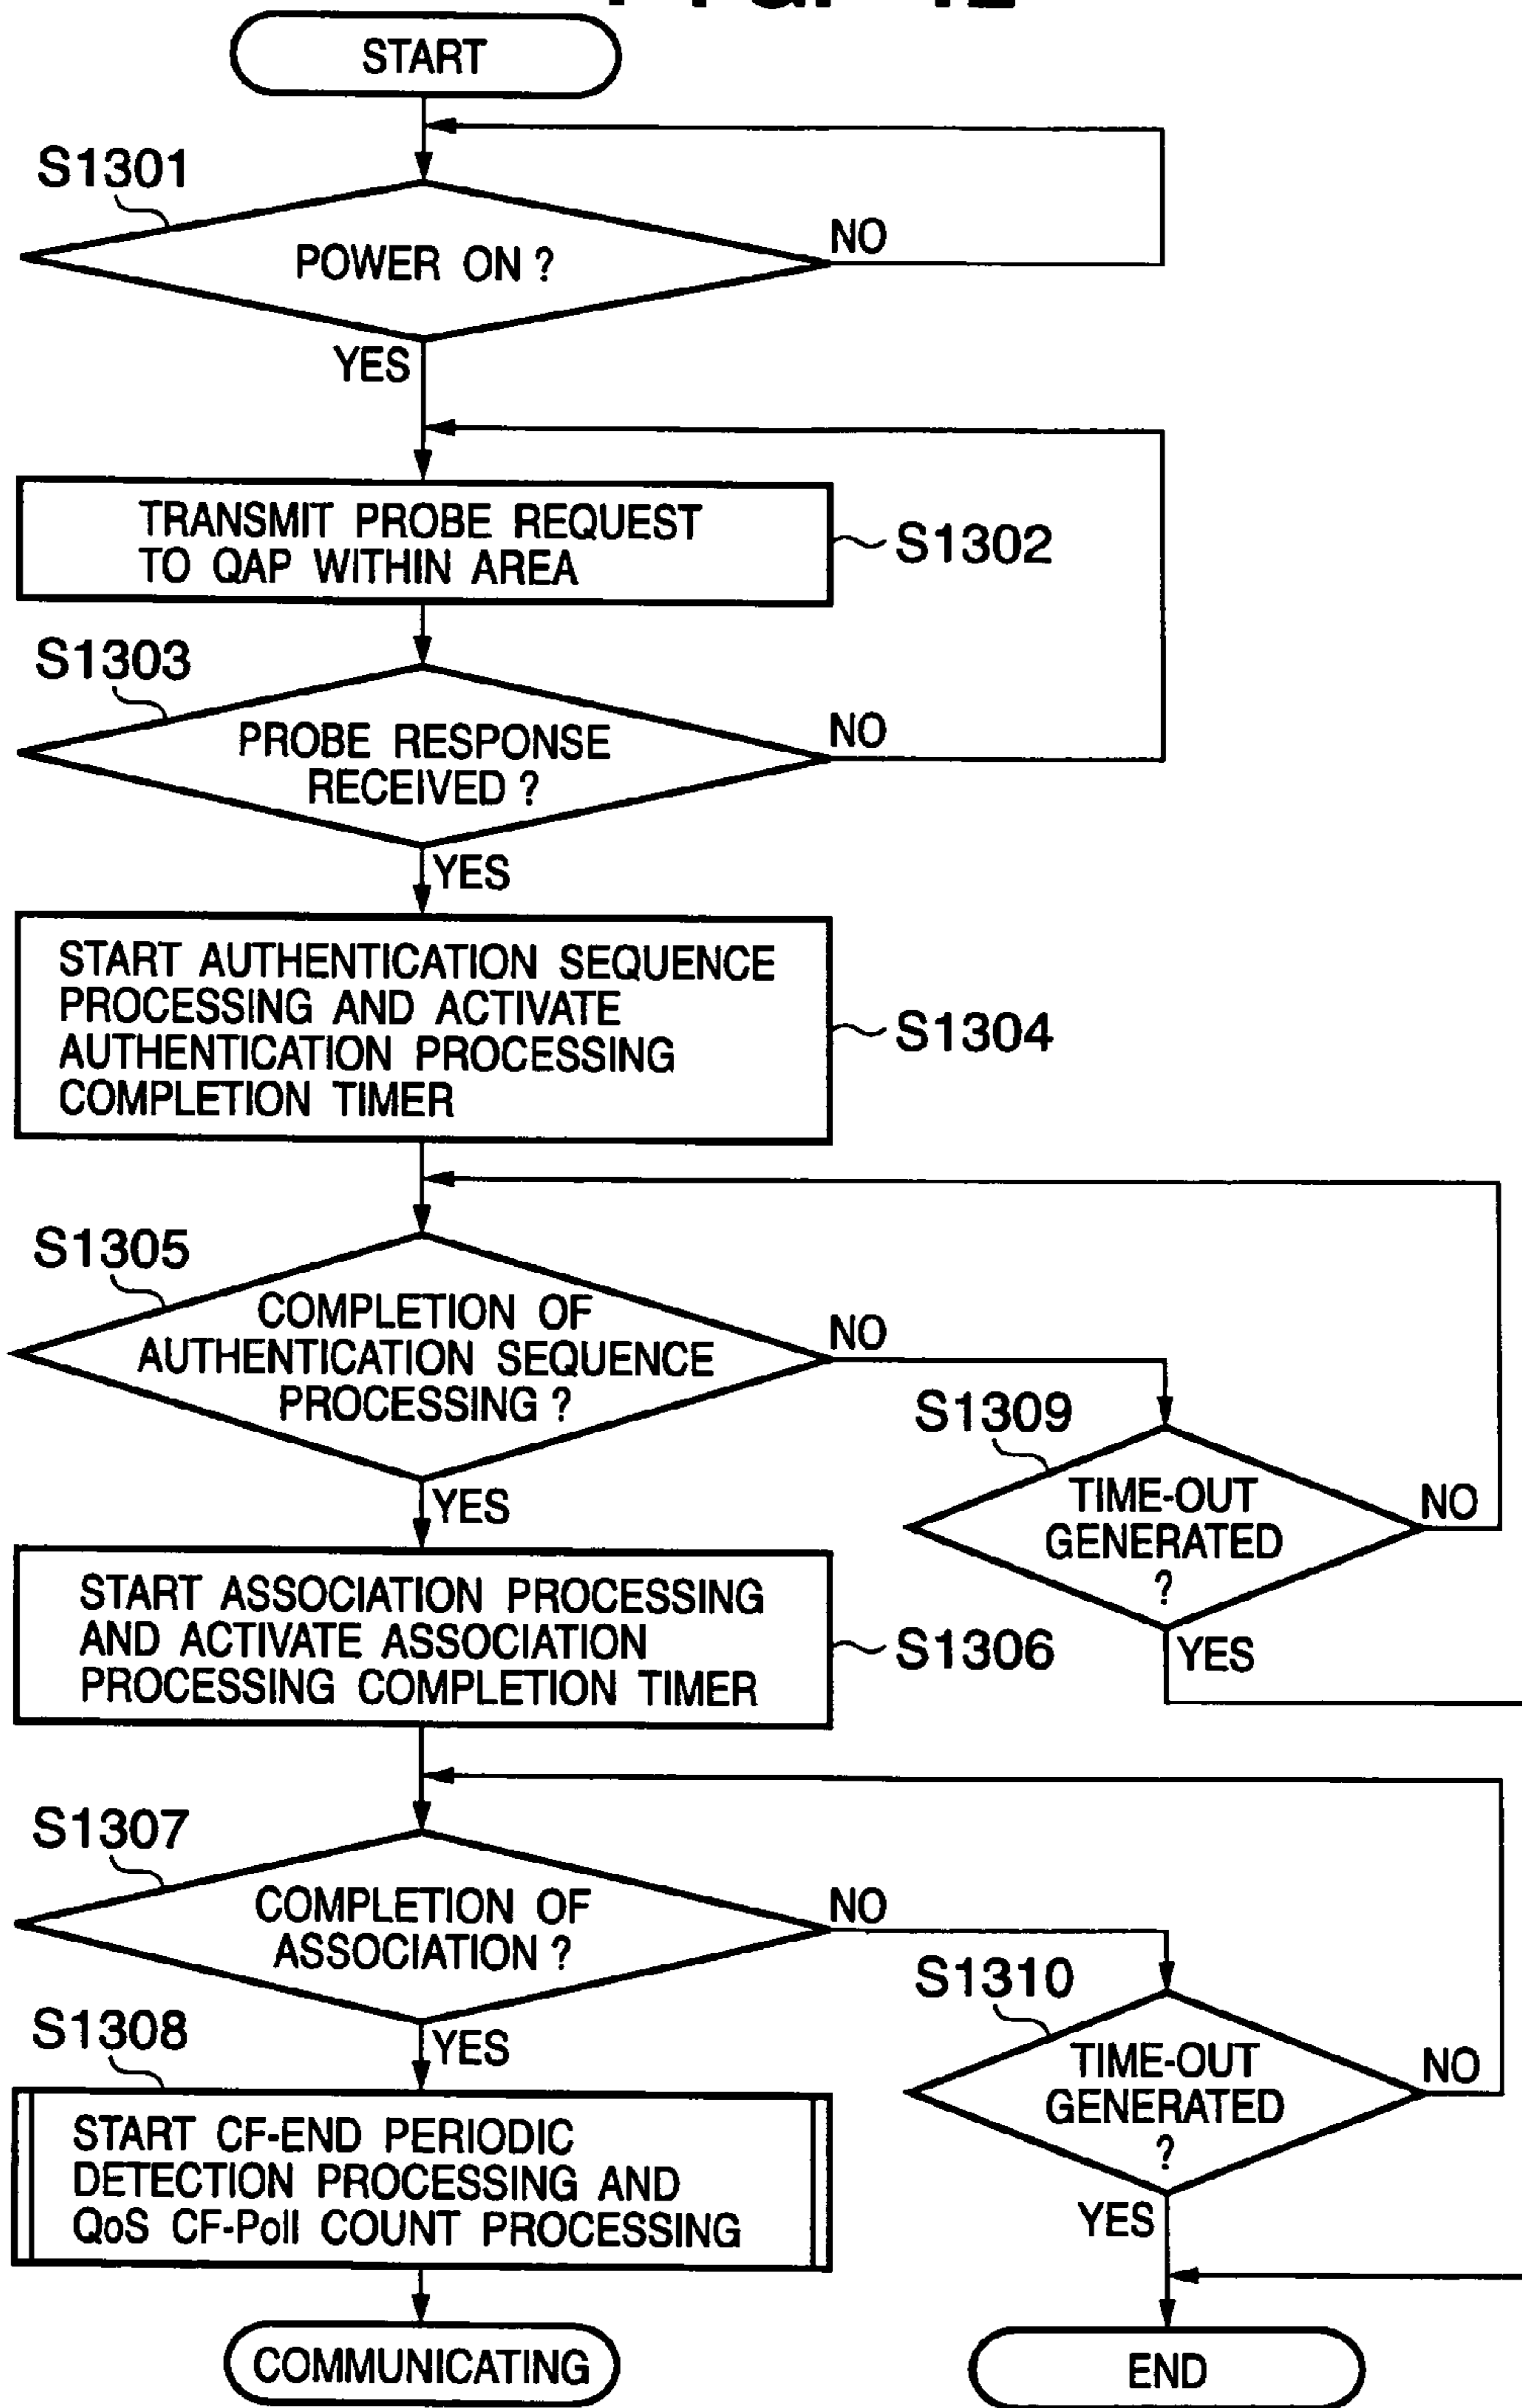 START
S1301
POWER ON ?
NO
YES
TRANSMIT PROBE REQUEST
TO QAP WITHIN AREA
S1302
S1303
PROBE RESPONSE
RECEIVED ?
NO
YES
START AUTHENTICATION SEQUENCE
PROCESSING AND ACTIVATE
AUTHENTICATION PROCESSING
COMPLETION TIMER
S1304
S1305
COMPLETION OF
AUTHENTICATION SEQUENCE
PROCESSING ?
NO
S1309
TIME-OUT
GENERATED
?
NO
YES
YES
START ASSOCIATION PROCESSING
AND ACTIVATE ASSOCIATION
PROCESSING COMPLETION TIMER
S1306
S1307
COMPLETION OF
ASSOCIATION ?
NO
S1310
TIME-OUT
GENERATED
?
NO
YES
YES
S1308
START CF-END PERIODIC
DETECTION PROCESSING AND
QoS CF-Poll COUNT PROCESSING
COMMUNICATING
END